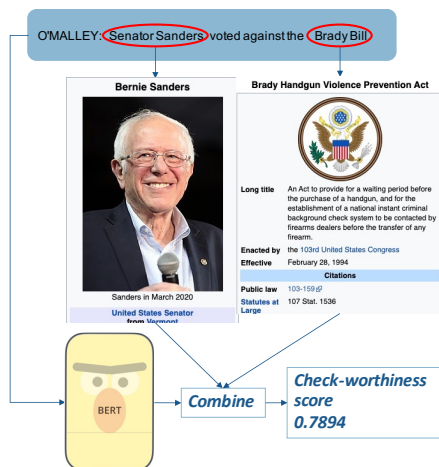 O'MALLEY: Senator Sanders voted against the Brady Bill
Bernie Sanders
Sanders in March 2020
United States Senator
from Vermont
Brady Handgun Violence Prevention Act
Long title An Act to provide for a waiting period before
the purchase of a handgun, and for the
establishment of a national instant criminal
background check system to be contacted by
firearms dealers before the transfer of any
firearm.
Enacted by the 103rd United States Congress
Effective February 28, 1994
Citations
Public law 103-159
Statutes at 107 Stat. 1536
Large
BERT
Combine
Check-worthiness
score
0.7894